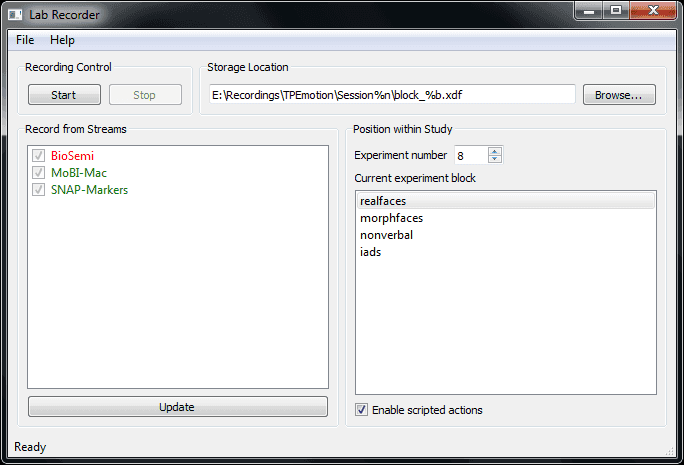 Lab Recorder
File Help
Recording Control
Start Stop
Storage Location
E:\Recordings\TPEmotion\Session%n\block_%b.xdf Browse...
Record from Streams
BioSemi
MoBI-Mac
SNAP-Markers
Update
Position within Study
Experiment number 8
Current experiment block
realfaces
morphfaces
nonverbal
iads
Enable scripted actions
Ready